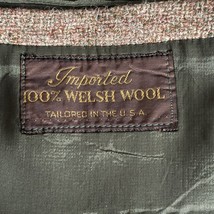 Imported
100% WELSH WOOL
TAILORED IN THE U.S.A